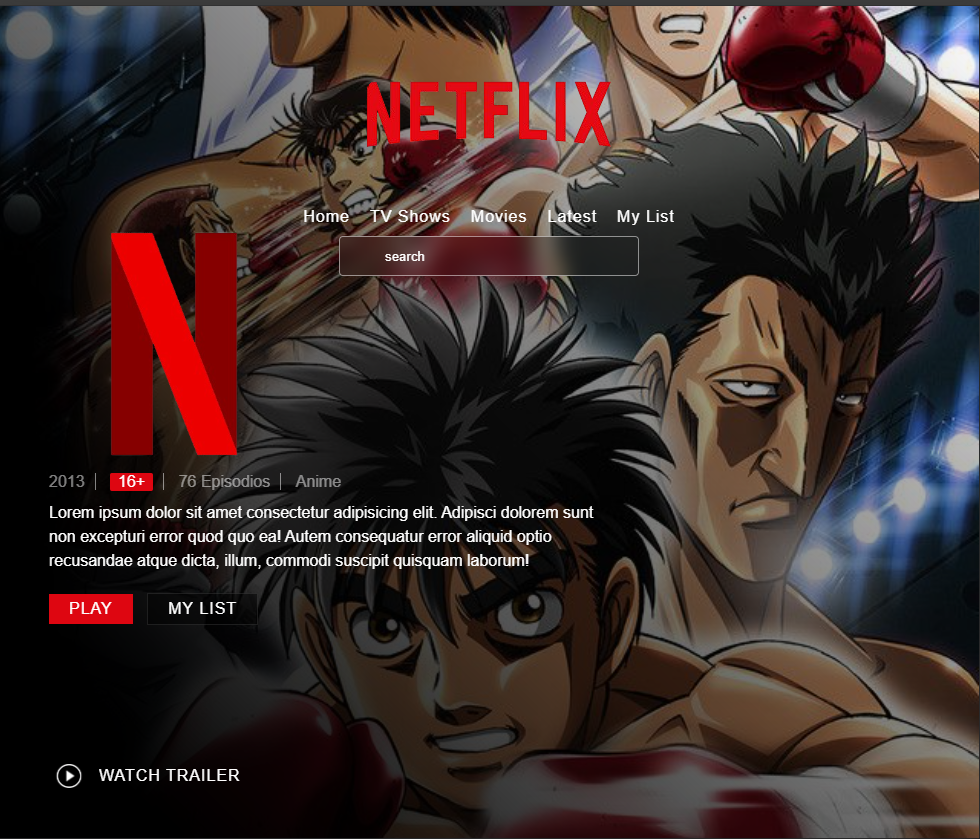 NETFLIX
Home TV Shows Movies Latest My List
search
N
2013 16+ 76 Episodios Anime
Lorem ipsum dolor sit amet consectetur adipisicing elit. Adipisci dolorem sunt
non excepturi error quod quo ea! Autem consequatur error aliquid optio
recusandae atque dicta, illum, commodi suscipit quisquam laborum!
PLAY MY LIST
WATCH TRAILER